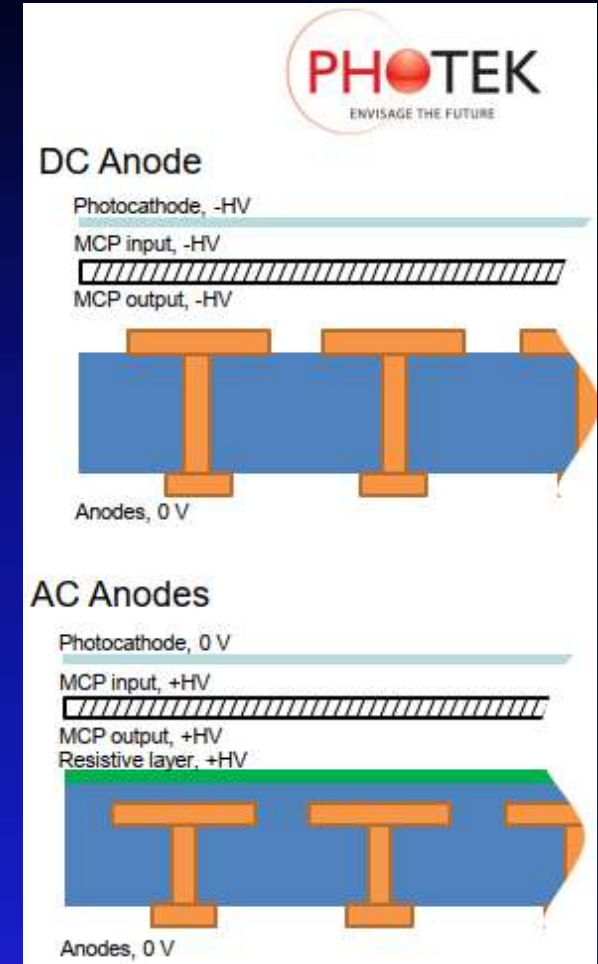 PHOTEK
ENVISAGE THE FUTURE
DC Anode
Photocathode, -HV
MCP input, -HV
MCP output, -HV
Anodes, 0 V
AC Anodes
Photocathode, 0 V
MCP input, +HV
MCP output, +HV
Resistive layer, +HV
Anodes, 0 V